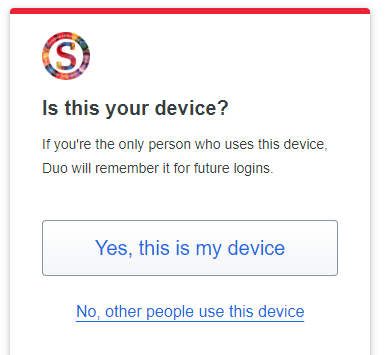 S
Is this your device?
If you're the only person who uses this device,
Duo will remember it for future logins.
Yes, this is my device
No, other people use this device